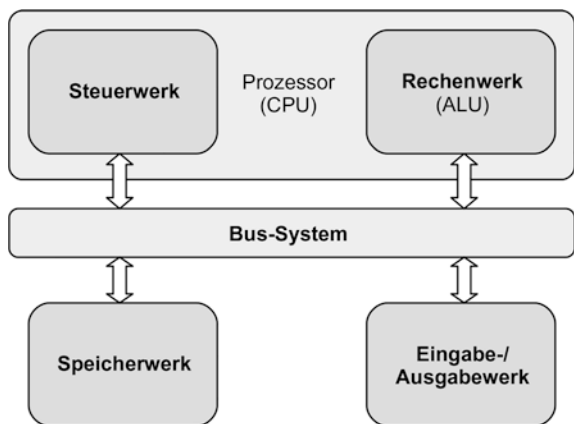 Steuerwerk
Prozessor
(CPU)
Rechenwerk
(ALU)
Bus-System
Speicherwerk
Eingabe-/
Ausgabewerk